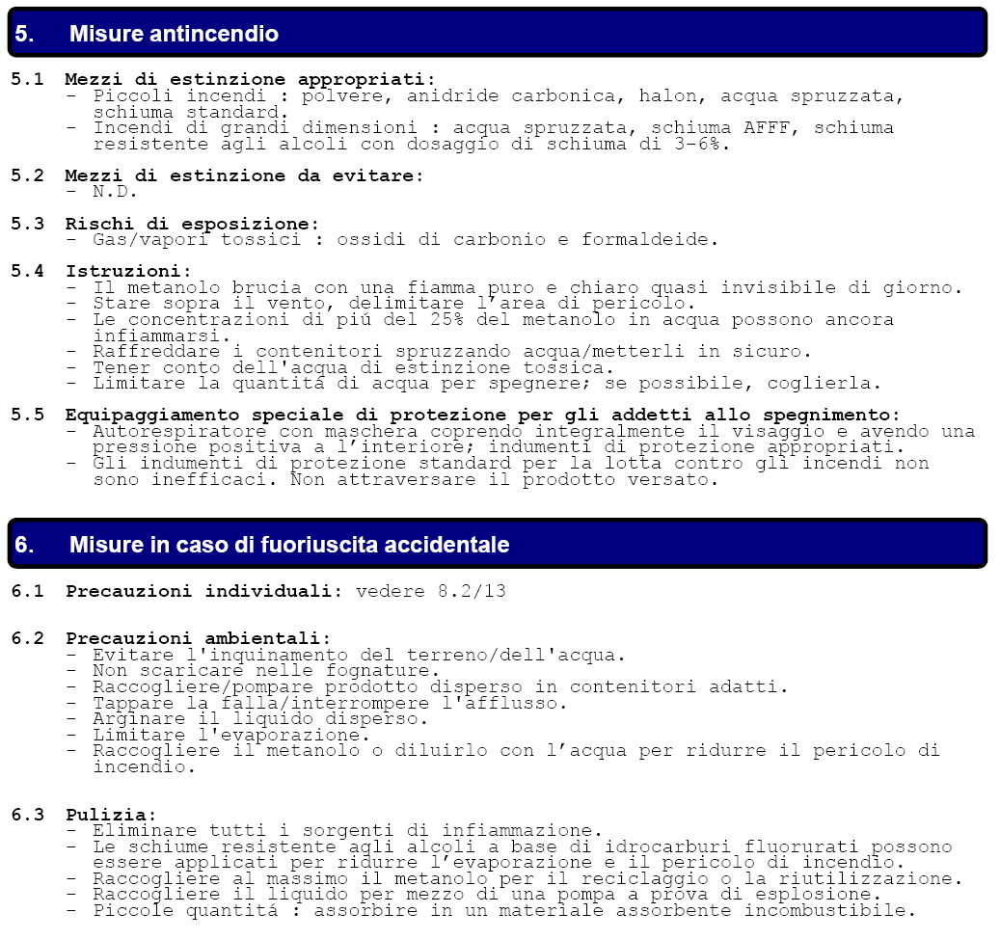 5. Misure antincendio
5.1 Mezzi di estinzione appropriati:
- Piccoli incendi : polvere, anidride carbonica, halon, acqua spruzzata,
schiuma standard.
- Incendi di grandi dimensioni : acqua spruzzata, schiuma AFFF, schiuma
resistente agli alcoli con dosaggio di schiuma di 3-6%.
5.2 Mezzi di estinzione da evitare:
- N.D.
5.3 Rischi di esposizione:
- Gas/vapori tossici : ossidi di carbonio e formaldeide.
5.4 Istruzioni:
- Il metanolo brucia con una fiamma puro e chiaro quasi invisibile di giorno.
- Stare sopra il vento, delimitare l’area di pericolo.
- Le concentrazioni di piú del 25% del metanolo in acqua possono ancora
infiammarsi.
- Raffreddare i contenitori spruzzando acqua/metterli in sicuro.
- Tener conto dell'acqua di estinzione tossica.
- Limitare la quantitá di acqua per spegnere; se possibile, coglierla.
5.5 Equipaggiamento speciale di protezione per gli addetti allo spegnimento:
- Autorespiratore con maschera coprendo integralmente il visaggio e avendo una
pressione positiva a l’interiore; indumenti di protezione appropriati.
- Gli indumenti di protezione standard per la lotta contro gli incendi non
sono inefficaci. Non attraversare il prodotto versato.
6. Misure in caso di fuoriuscita accidentale
6.1 Precauzioni individuali: vedere 8.2/13
6.2 Precauzioni ambientali:
- Evitare l'inquinamento del terreno/dell'acqua.
- Non scaricare nelle fognature.
- Raccogliere/pompare prodotto disperso in contenitori adatti.
- Tappare la falla/interrompere l'afflusso.
- Arginare il liquido disperso.
- Limitare l'evaporazione.
- Raccogliere il metanolo o diluirlo con l’acqua per ridurre il pericolo di
incendio.
6.3 Pulizia:
- Eliminare tutti i sorgenti di infiammazione.
- Le schiume resistente agli alcoli a base di idrocarburi fluorurati possono
essere applicati per ridurre l’evaporazione e il pericolo di incendio.
- Raccogliere al massimo il metanolo per il reciclaggio o la riutilizzazione.
- Raccogliere il liquido per mezzo di una pompa a prova di esplosione.
- Piccole quantitá : assorbire in un materiale assorbente incombustibile.